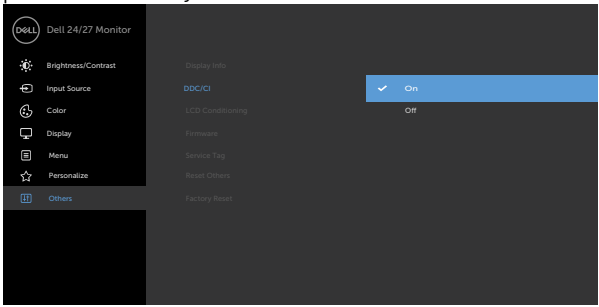 DELL
Dell 24/27 Monitor
Brightness/Contrast
Display Info
Input Source
DDC/CI
On
Color
LCD Conditioning
Off
Display
Firmware
Menu
Service Tag
Personalize
Reset Others
Others
Factory Reset